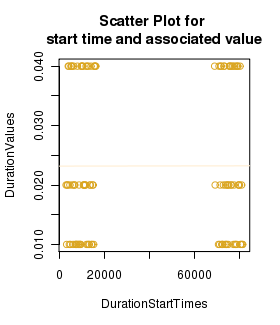 Scatter Plot for
start time and associated value
DurationValues
0.040
0.030
0.020
0.010
0
20000
60000
DurationStartTimes